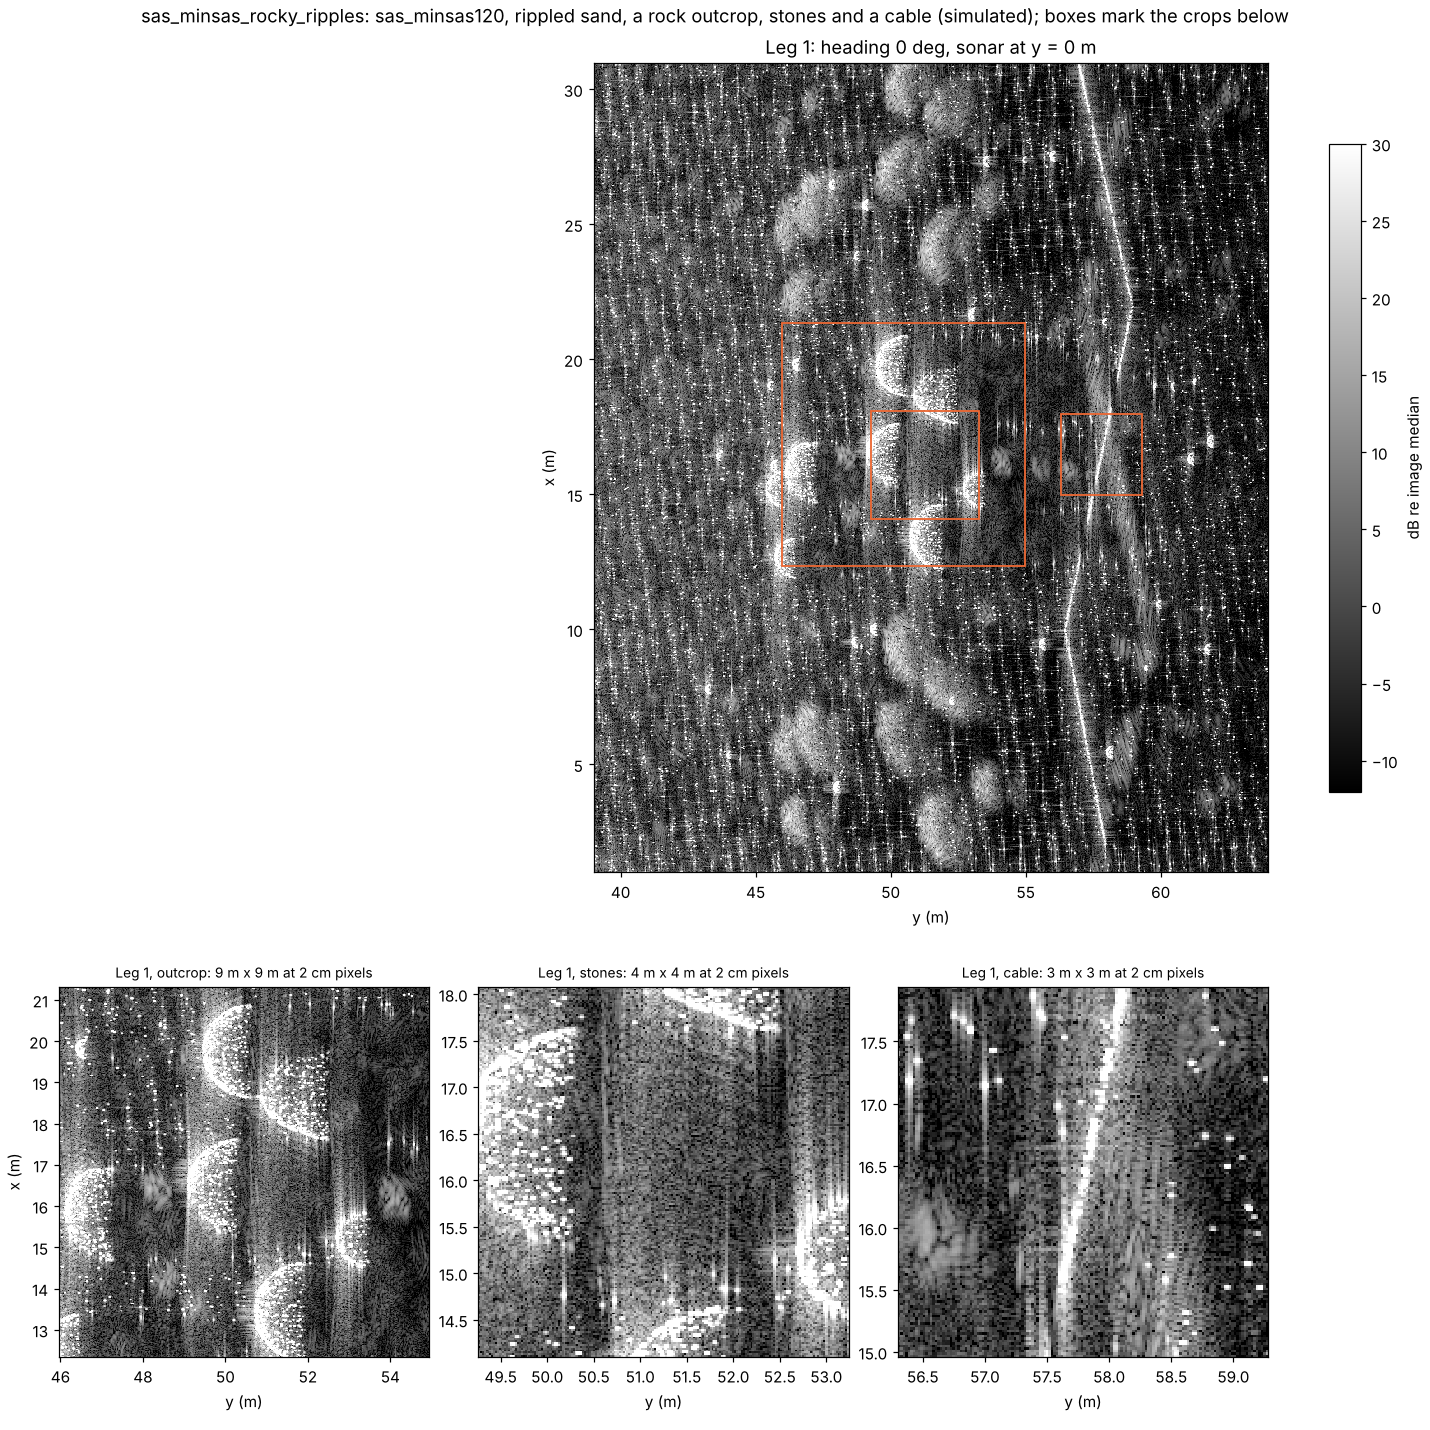 sas_minsas_rocky_ripples: sas_minsas120, rippled sand, a rock outcrop, stones and a cable (simulated); boxes mark the crops below
Leg 1: heading 0 deg, sonar at y = 0 m
30
25
20
15
10
5
x (m)
40 45 50 55 60
y (m)
30
25
20
15
10
5
0
−5
−10
dB re image median
Leg 1, outcrop: 9 m x 9 m at 2 cm pixels
21
20
19
18
17
16
15
14
13
x (m)
46 48 50 52 54
y (m)
Leg 1, stones: 4 m x 4 m at 2 cm pixels
18.0
17.5
17.0
16.5
16.0
15.5
15.0
14.5
49.5 50.0 50.5 51.0 51.5 52.0 52.5 53.0
y (m)
Leg 1, cable: 3 m x 3 m at 2 cm pixels
17.5
17.0
16.5
16.0
15.5
15.0
56.5 57.0 57.5 58.0 58.5 59.0
y (m)